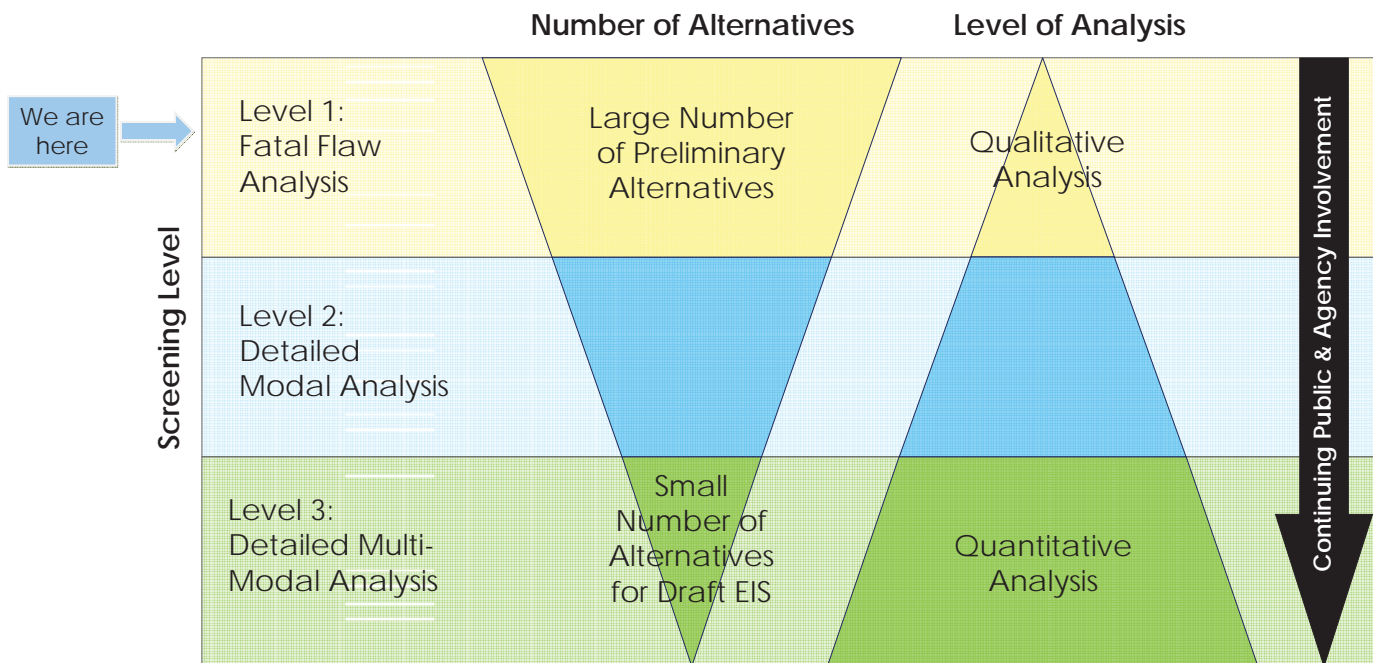 Number of Alternatives
Level of Analysis
We are
here
Screening Level
Level 1:
Fatal Flaw
Analysis
Large Number
of Preliminary
Alternatives
Qualitative
Analysis
Level 2:
Detailed
Modal Analysis
Level 3:
Detailed Multi-
Modal Analysis
Small
Number of
Alternatives
for Draft EIS
Quantitative
Analysis
Continuing Public & Agency Involvement